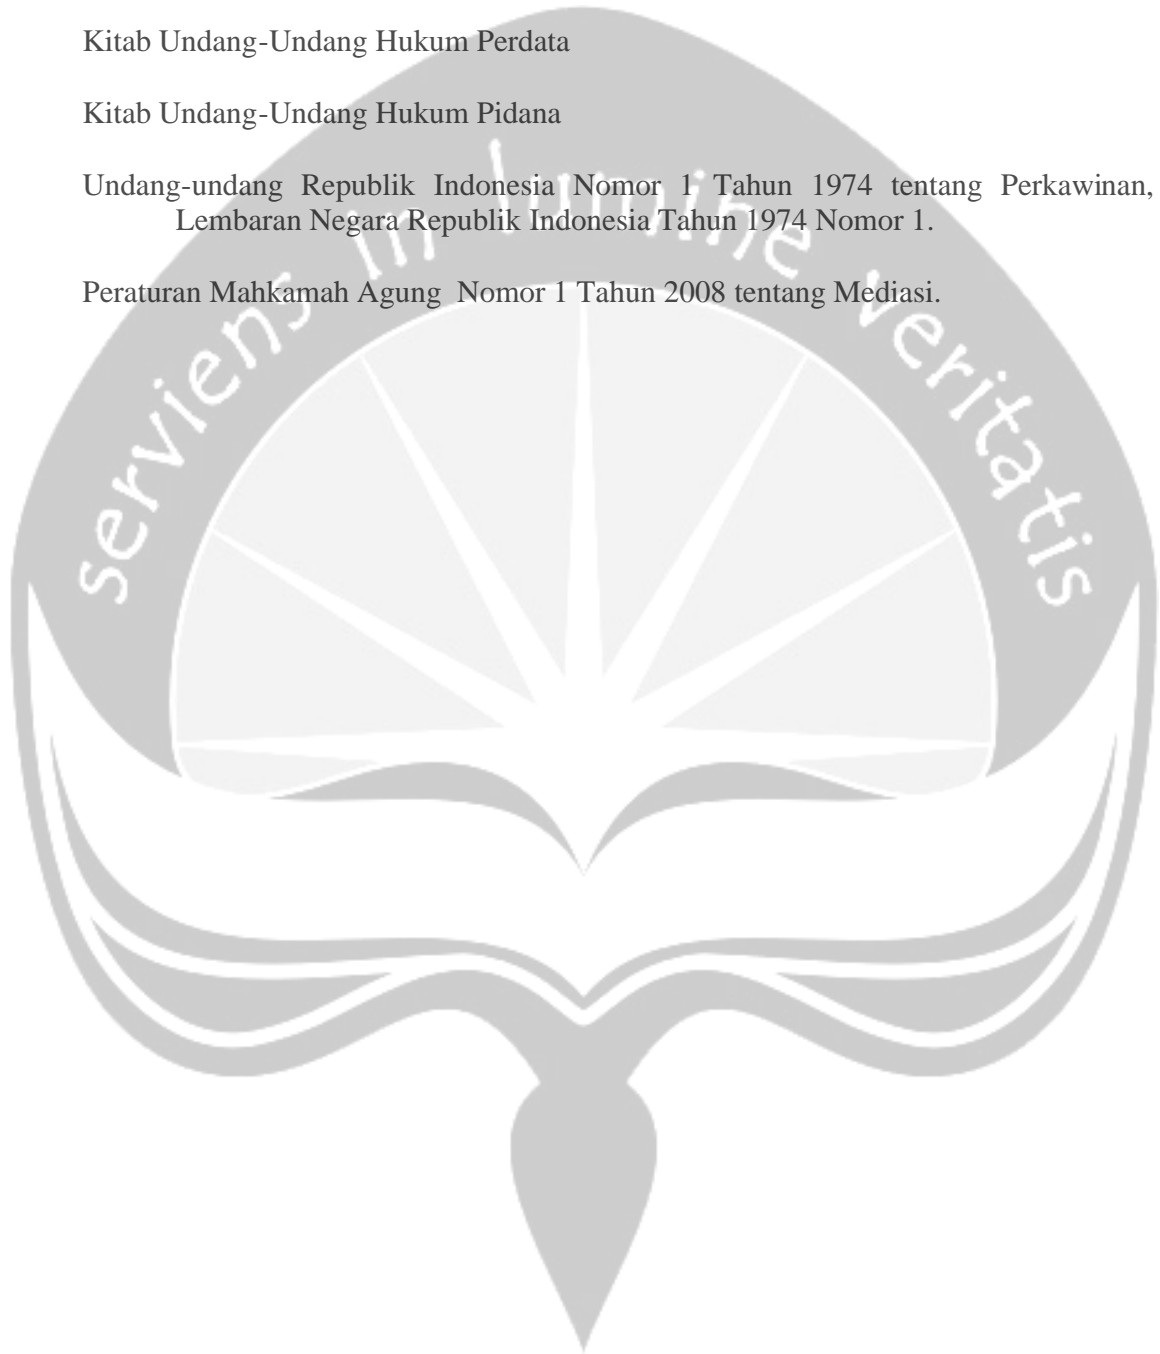 Kitab Undang-Undang Hukum Perdata
Kitab Undang-Undang Hukum Pidana
Undang-undang Republik Indonesia Nomor 1 Tahun 1974 tentang Perkawinan,
Lembaran Negara Republik Indonesia Tahun 1974 Nomor 1.
Peraturan Mahkamah Agung Nomor 1 Tahun 2008 tentang Mediasi.
serviens in lumine veritatis